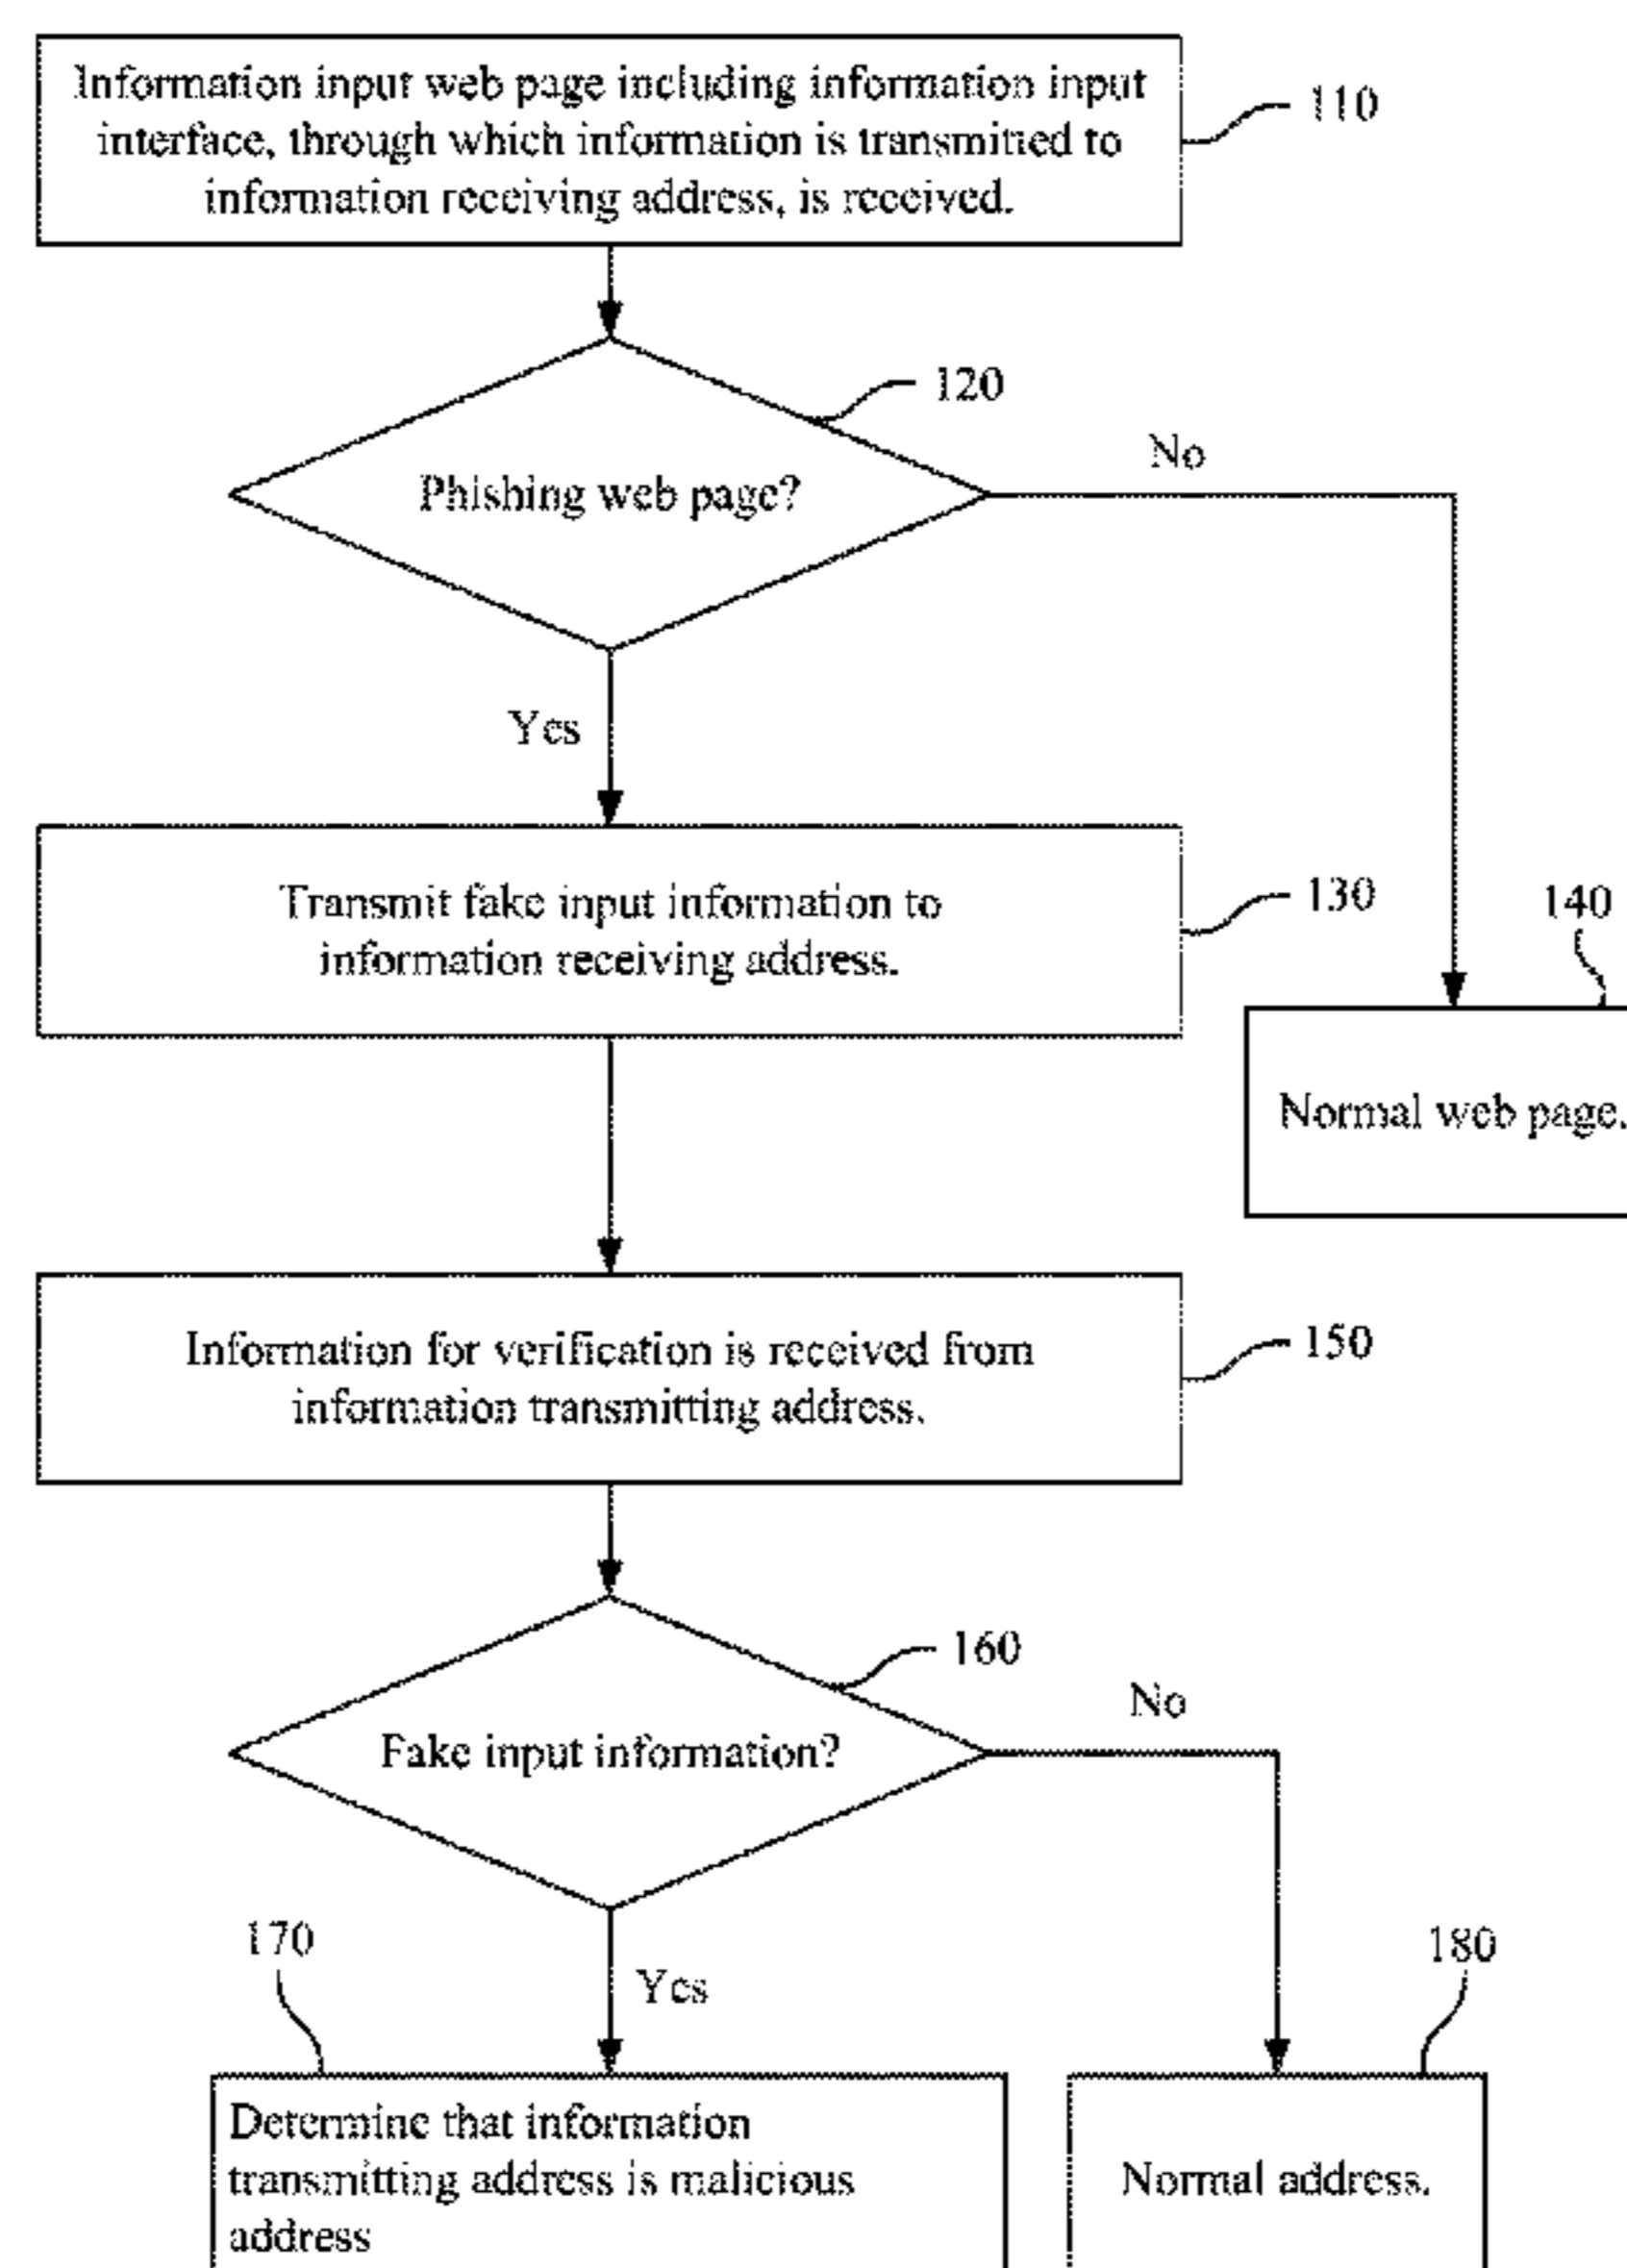 Information input web page including information input
interface, through which information is transmitted to
information receiving address, is received.
110
120
Phishing web page?
No
Yes
Transmit fake input information to
information receiving address.
130
140
Normal web page.
Information for verification is received from
information transmitting address.
150
160
Fake input information?
No
Yes
170
180
Determine that information
transmitting address is malicious
address
Normal address.